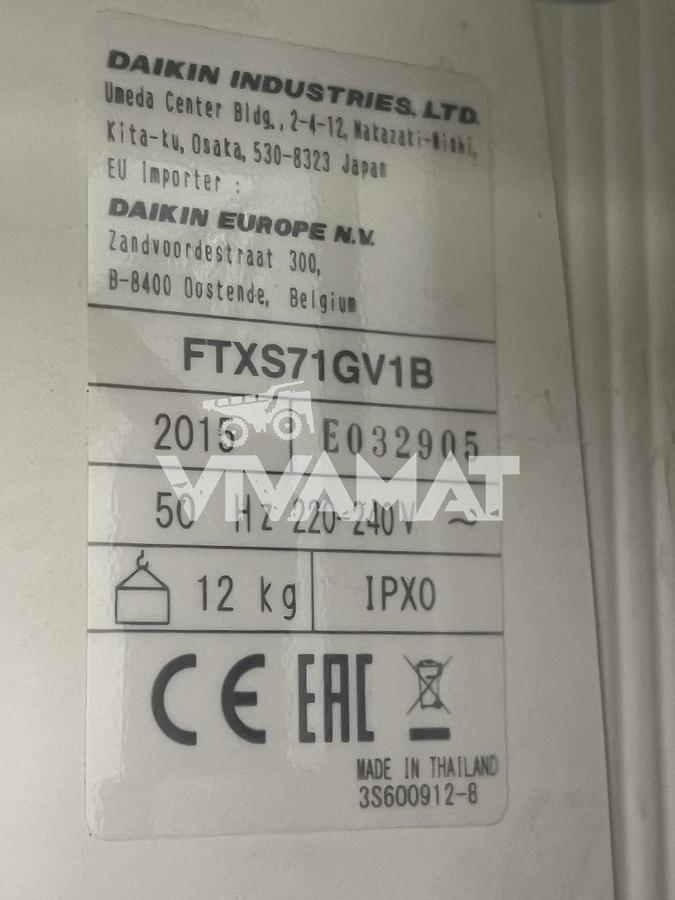 DAIKIN INDUSTRIES, LTD.
Umeda Center Bldg., 2-4-12, Nakazaki-Nishi,
Kita-ku, Osaka, 530-8323 Japan
EU Importer :
DAIKIN EUROPE N.V.
Zandvoordestraat 300,
B-8400 Oostende, Belgium
FTXS71GV1B
2015 E032905
VIVAMAT
50 Hz 220-240V ~
12 kg IPX0
CE EAC
MADE IN THAILAND
3S600912-8